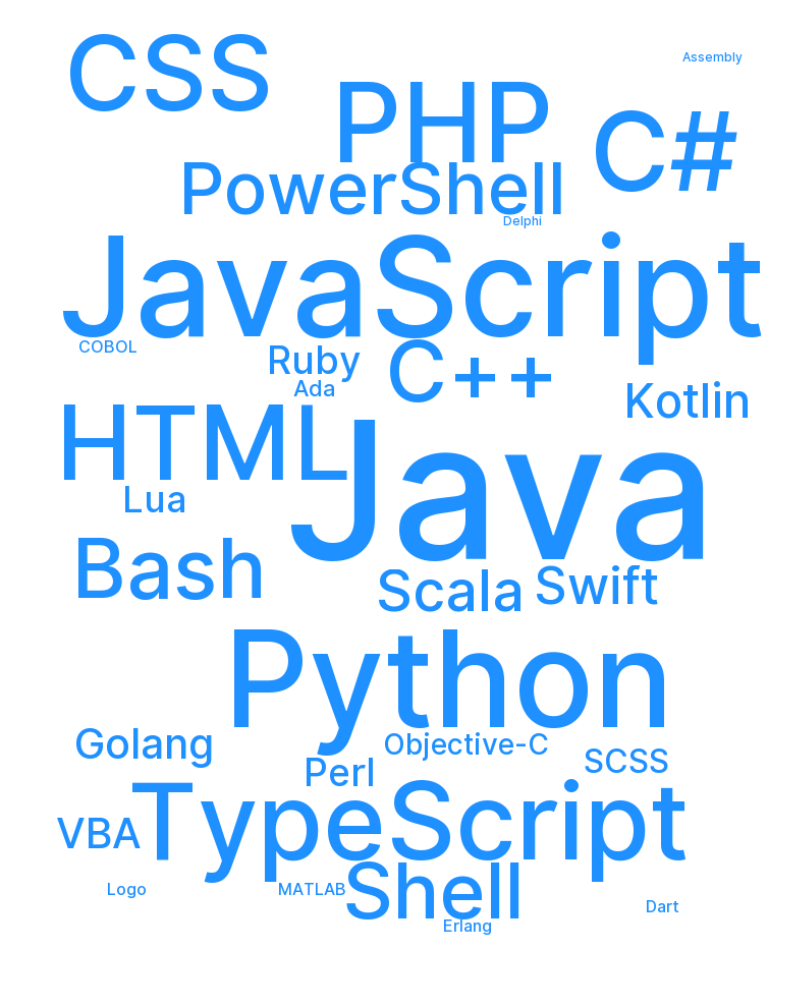 CSS
Assembly
PHP
C#
PowerShell
Delphi
JavaScript
COBOL
Ruby
C++
Ada
Kotlin
HTML
Java
Lua
Bash
Scala
Swift
Python
Golang
Objective-C
SCSS
Perl
TypeScript
VBA
Logo
MATLAB
Shell
Dart
Erlang